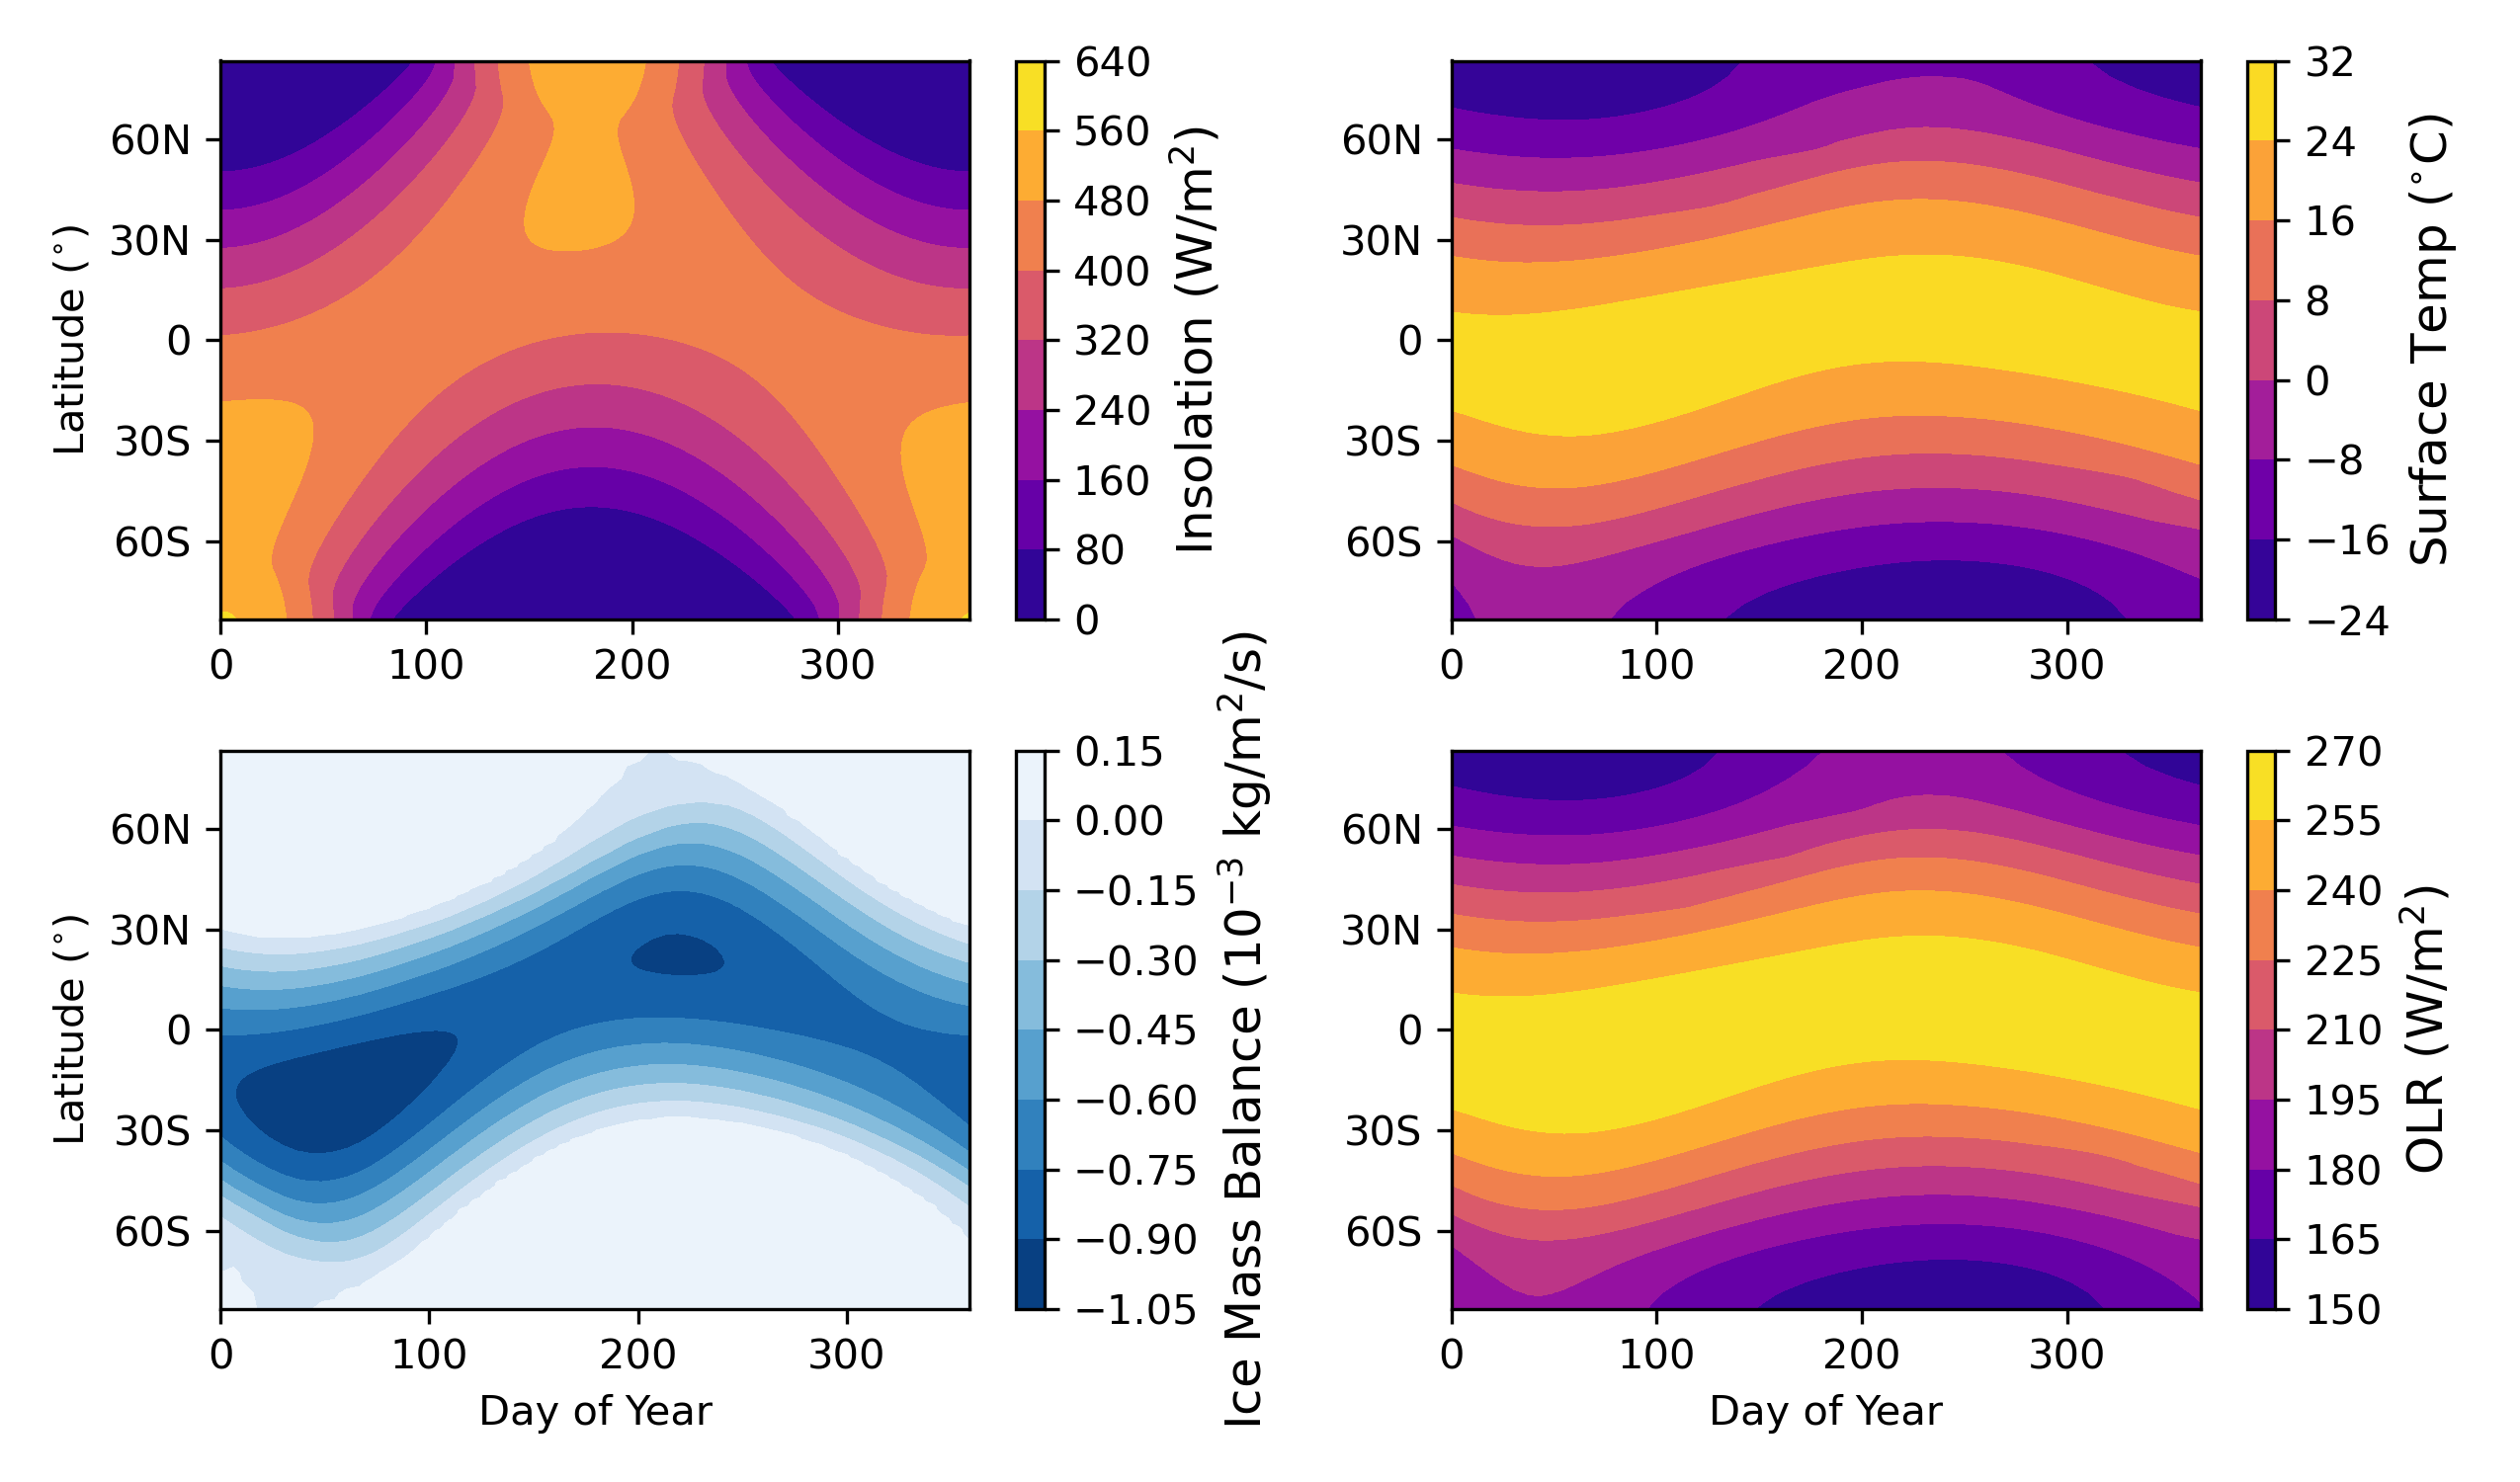 Latitude (°)
60N
30N
0
30S
60S
0
100
200
300
640
560
480
400
320
240
160
80
0
Insolation (W/m²)
60N
30N
0
30S
60S
0
100
200
300
32
24
16
8
0
−8
−16
−24
Surface Temp (°C)
Latitude (°)
60N
30N
0
30S
60S
0
100
200
300
Day of Year
0.15
0.00
−0.15
−0.30
−0.45
−0.60
−0.75
−0.90
−1.05
Ice Mass Balance (10⁻³ kg/m²/s)
60N
30N
0
30S
60S
0
100
200
300
Day of Year
270
255
240
225
210
195
180
165
150
OLR (W/m²)